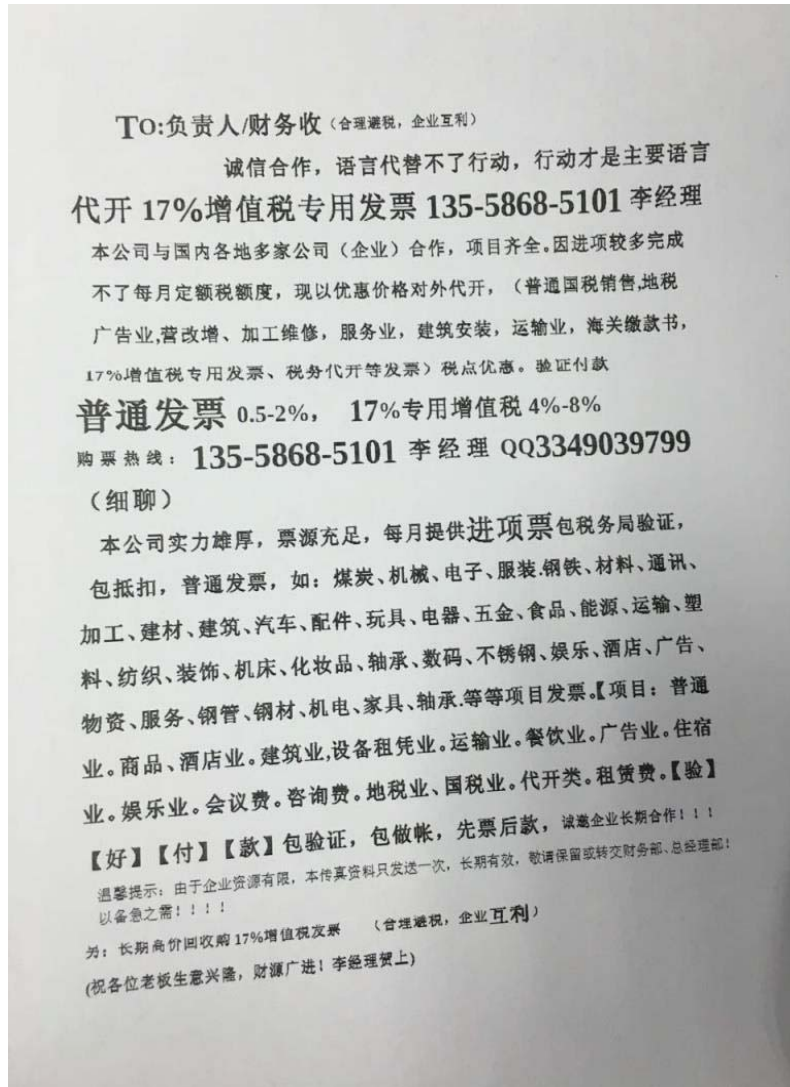 TO:负责人/财务收（合理避税，企业互利）
诚信合作，语言代替不了行动，行动才是主要语言
代开 17%增值税专用发票 135-5868-5101 李经理
本公司与国内各地多家公司（企业）合作，项目齐全。因进项较多完成
不了每月定额税额度，现以优惠价格对外代开，（普通国税销售,地税
广告业,营改增、加工维修，服务业，建筑安装，运输业，海关缴款书，
17%增值税专用发票、税务代开等发票）税点优惠。验证付款
普通发票 0.5-2%， 17%专用增值税 4%-8%
购票热线：135-5868-5101 李经理 QQ3349039799
（细聊）
本公司实力雄厚，票源充足，每月提供进项票包税务局验证，
包抵扣，普通发票，如：煤炭、机械、电子、服装.钢铁、材料、通讯、
加工、建材、建筑、汽车、配件、玩具、电器、五金、食品、能源、运输、塑
料、纺织、装饰、机床、化妆品、轴承、数码、不锈钢、娱乐、酒店、广告、
物资、服务、钢管、钢材、机电、家具、轴承.等等项目发票。【项目：普通
业。商品、酒店业。建筑业,设备租凭业。运输业。餐饮业。广告业。住宿
业。娱乐业。会议费。咨询费。地税业、国税业。代开类。租赁费。【验】
【好】【付】【款】包验证，包做帐，先票后款，诚邀企业长期合作！！！
温馨提示：由于企业资源有限，本传真资料只发送一次，长期有效，敬请保留或转交财务部、总经理部！
以备急之需！！！！
另：长期高价回收购 17%增值税发票 （合理避税，企业互利）
(祝各位老板生意兴隆，财源广进！李经理贺上)